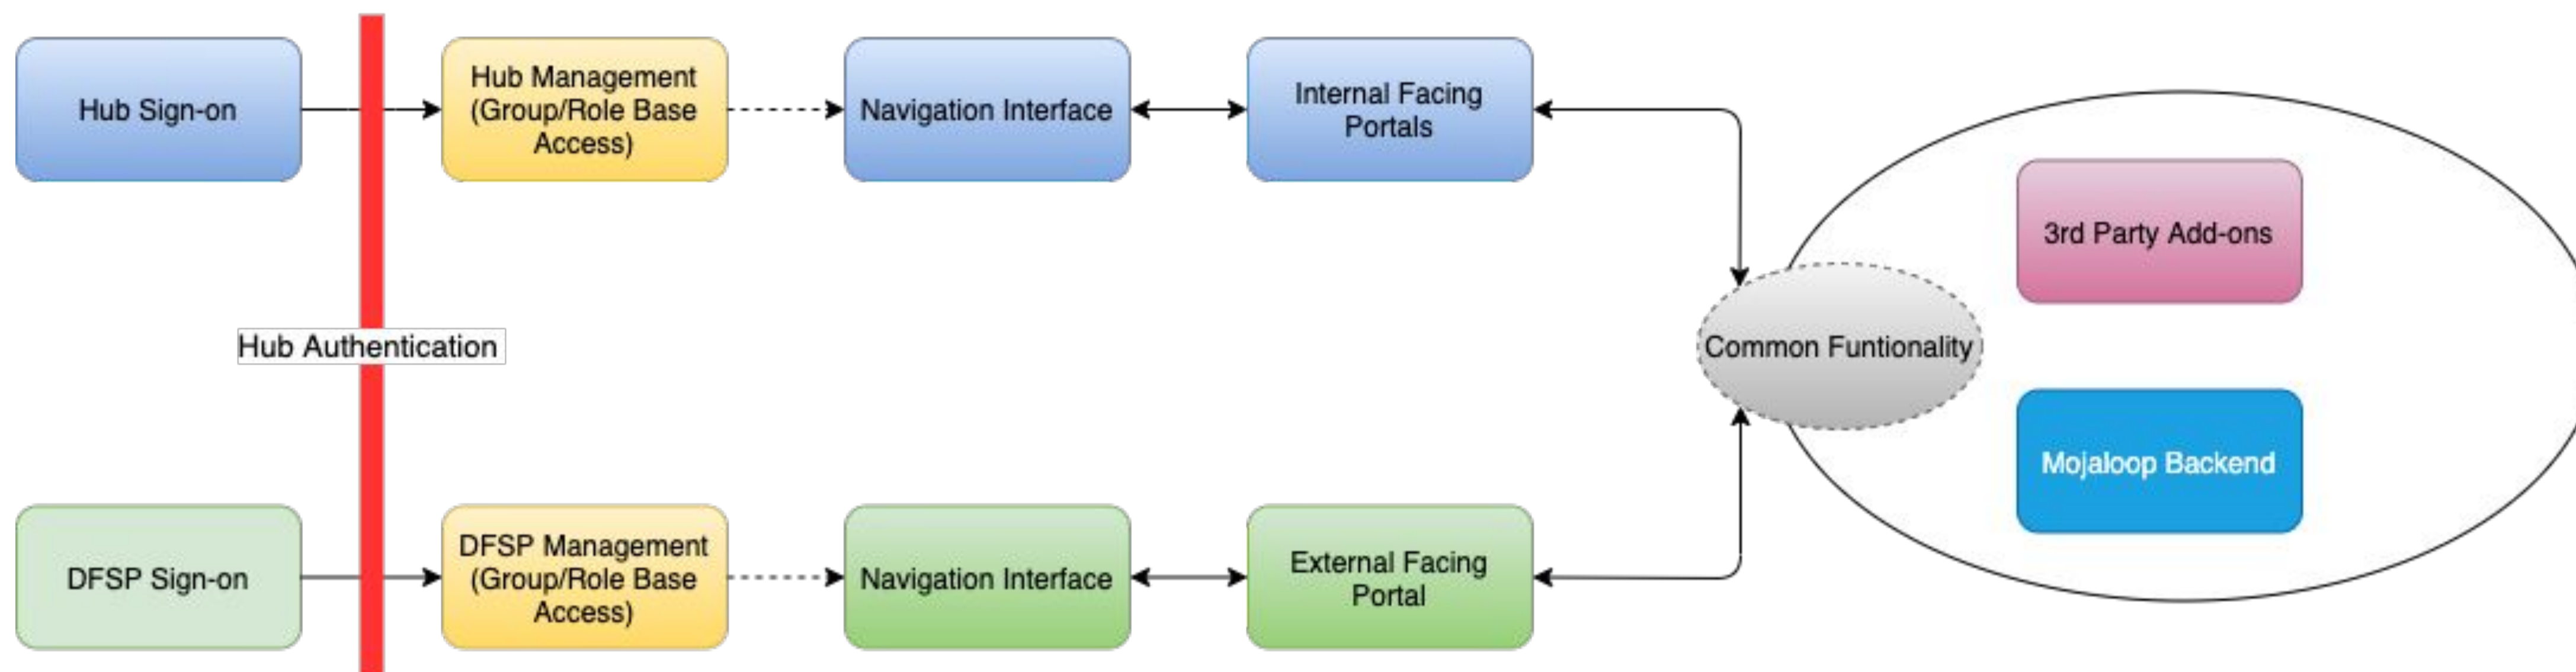 Hub Sign-on
Hub Management
(Group/Role Base
Access)
Navigation Interface
Internal Facing
Portals
3rd Party Add-ons
Hub Authentication
Common Funtionality
Mojaloop Backend
DFSP Sign-on
DFSP Management
(Group/Role Base
Access)
Navigation Interface
External Facing
Portal